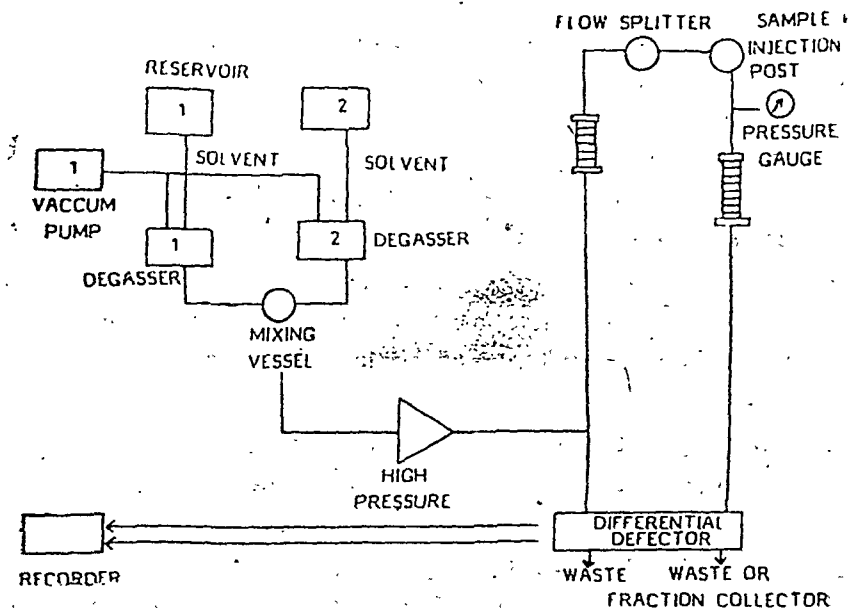 FLOW SPLITTER
SAMPLE
INJECTION
POST
PRESSURE
GAUGE
RESERVOIR
1
2
SOLVENT
SOLVENT
1
VACCUM
PUMP
1
DEGASSER
2
DEGASSER
MIXING
VESSEL
HIGH
PRESSURE
DIFFERENTIAL
DEFECTOR
RECORDER
WASTE
WASTE OR
FRACTION COLLECTOR